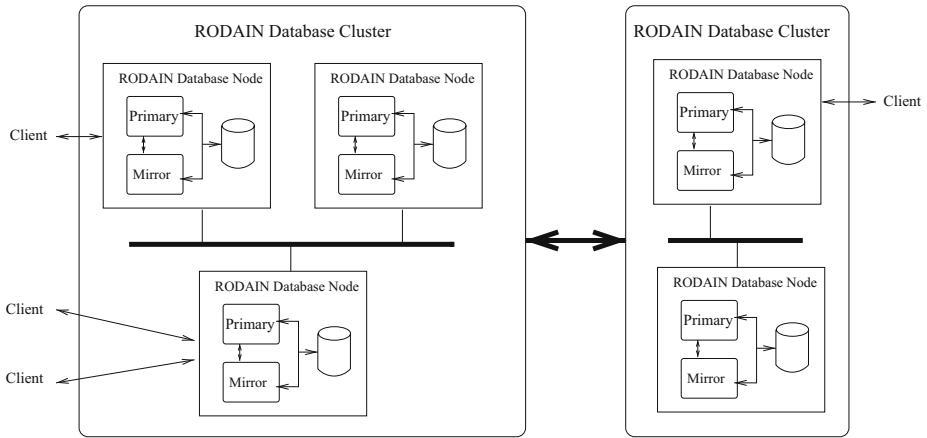 RODAIN Database Cluster
RODAIN Database Node
Primary
Mirror
RODAIN Database Node
Primary
Mirror
Client
RODAIN Database Node
Primary
Mirror
Client
Client
RODAIN Database Cluster
RODAIN Database Node
Primary
Mirror
Client
RODAIN Database Node
Primary
Mirror